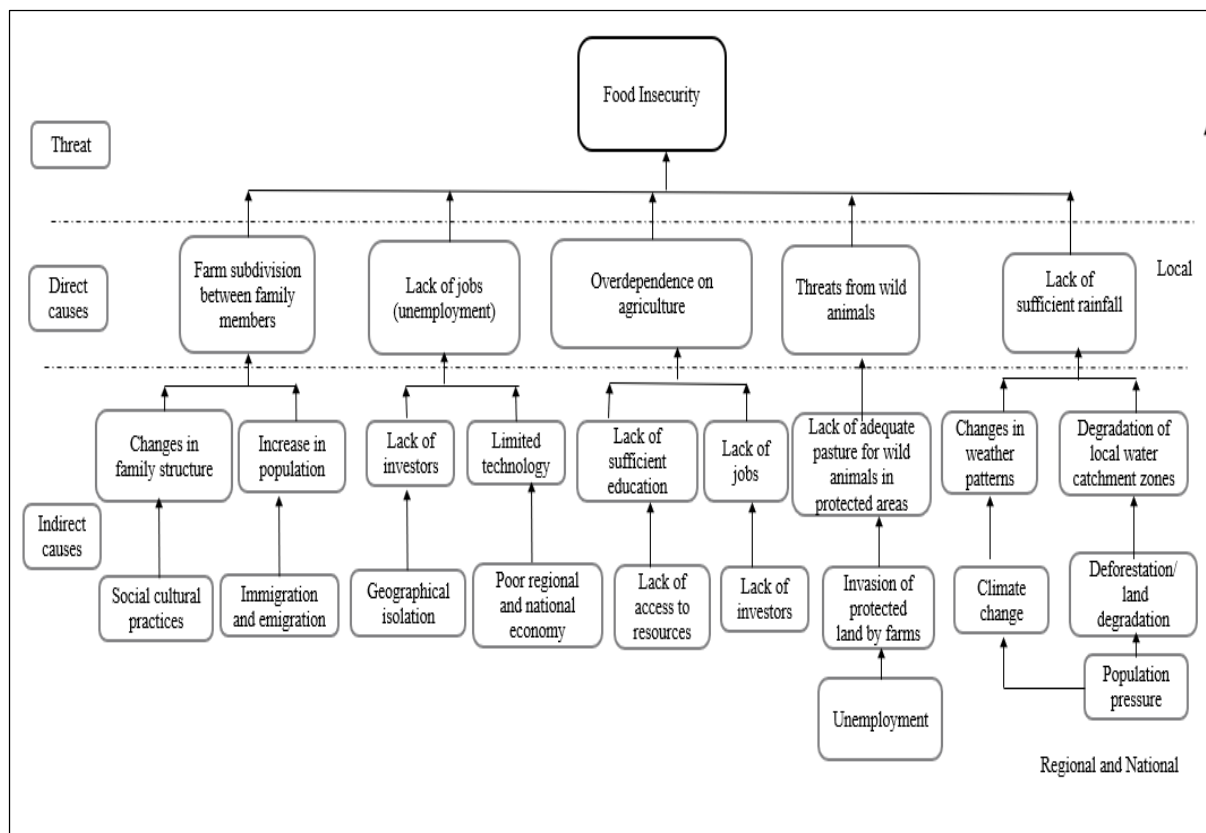 Food Insecurity
Threat
Farm subdivision
between family
members
Lack of jobs
(unemployment)
Overdependence on
agriculture
Threats from wild
animals
Lack of
sufficient rainfall
Local
Direct
causes
Changes in
family structure
Increase in
population
Lack of
investors
Limited
technology
Lack of
sufficient
education
Lack of
jobs
Lack of adequate
pasture for wild
animals in
protected areas
Changes in
weather
patterns
Degradation of
local water
catchment zones
Indirect
causes
Social cultural
practices
Immigration
and emigration
Geographical
isolation
Poor regional
and national
economy
Lack of
access to
resources
Lack of
investors
Invasion of
protected
land by farms
Climate
change
Deforestation/
land
degradation
Unemployment
Population
pressure
Regional and National